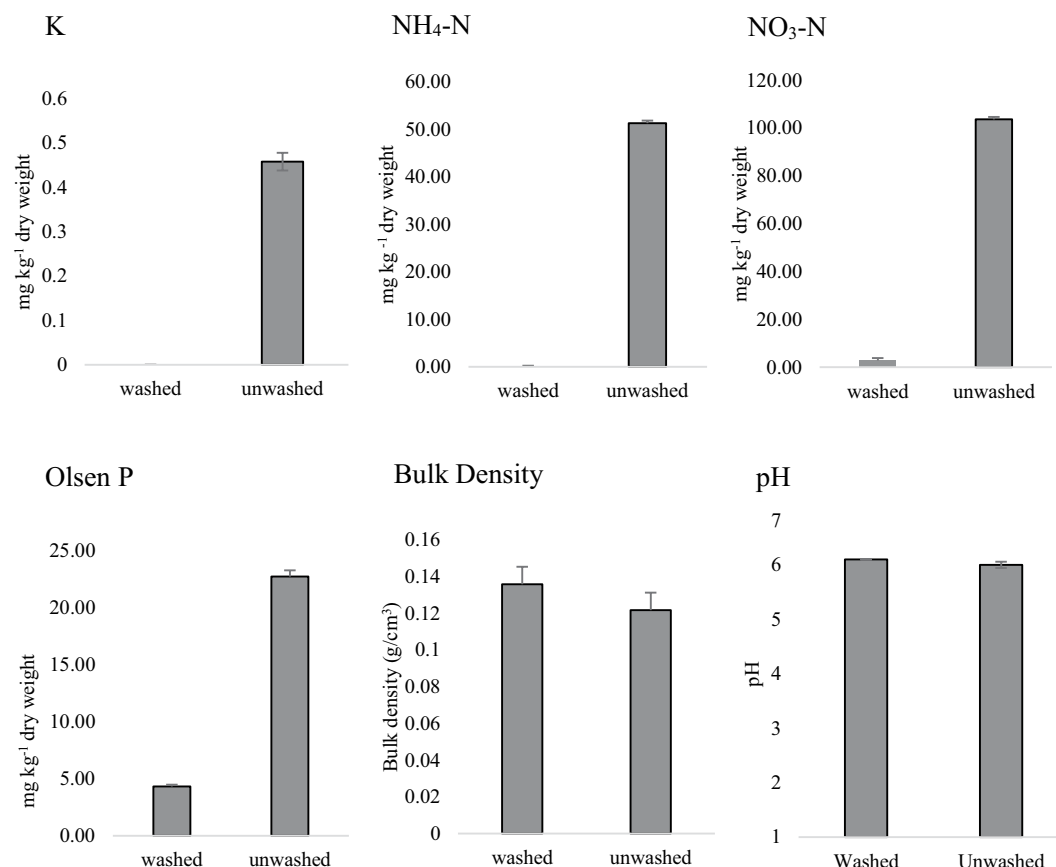 K
mg kg⁻¹ dry weight
0.6
0.5
0.4
0.3
0.2
0.1
0
washed unwashed
NH₄-N
mg kg ⁻¹ dry weight
60.00
50.00
40.00
30.00
20.00
10.00
0.00
washed unwashed
NO₃-N
mg kg⁻¹ dry weight
120.00
100.00
80.00
60.00
40.00
20.00
0.00
washed unwashed
Olsen P
mg kg⁻¹ dry weight
25.00
20.00
15.00
10.00
5.00
0.00
washed unwashed
Bulk Density
Bulk density (g/cm³)
0.16
0.14
0.12
0.1
0.08
0.06
0.04
0.02
0
washed unwashed
pH
pH
7
6
5
4
3
2
1
Washed Unwashed